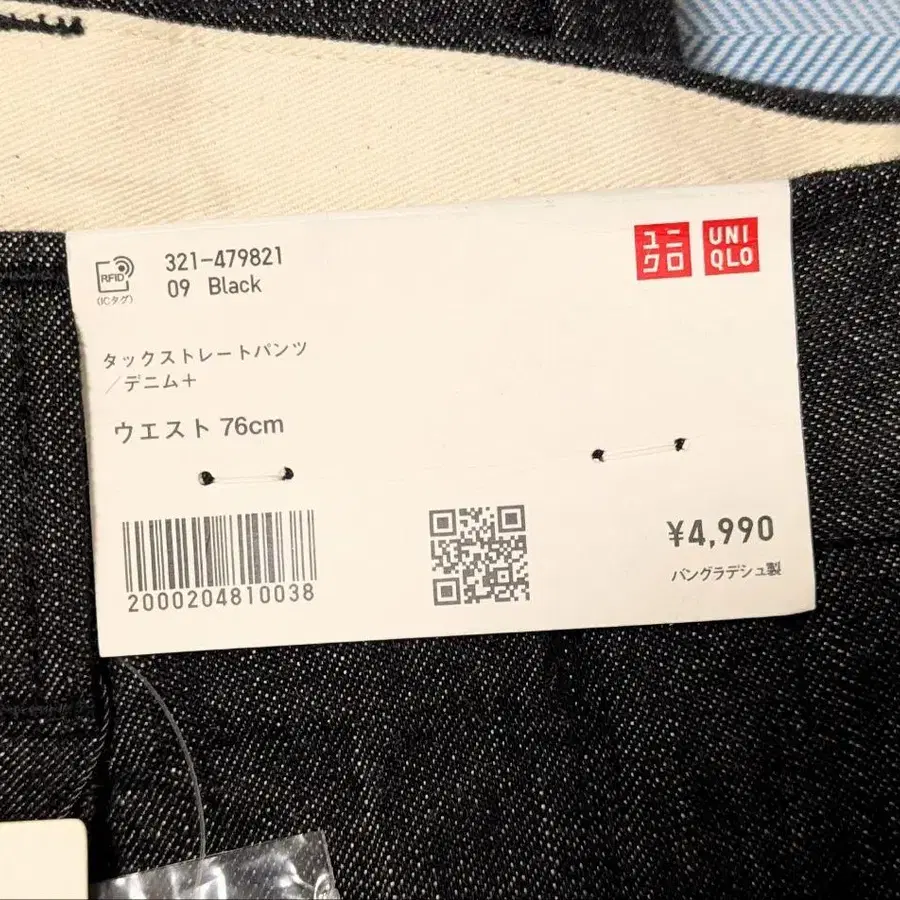 RFID
(ICタグ)
321-479821
09 Black
ユニクロ
UNIQLO
タックストレートパンツ
/デニム+
ウエスト 76cm
2000204810038
¥4,990
バングラデシュ製